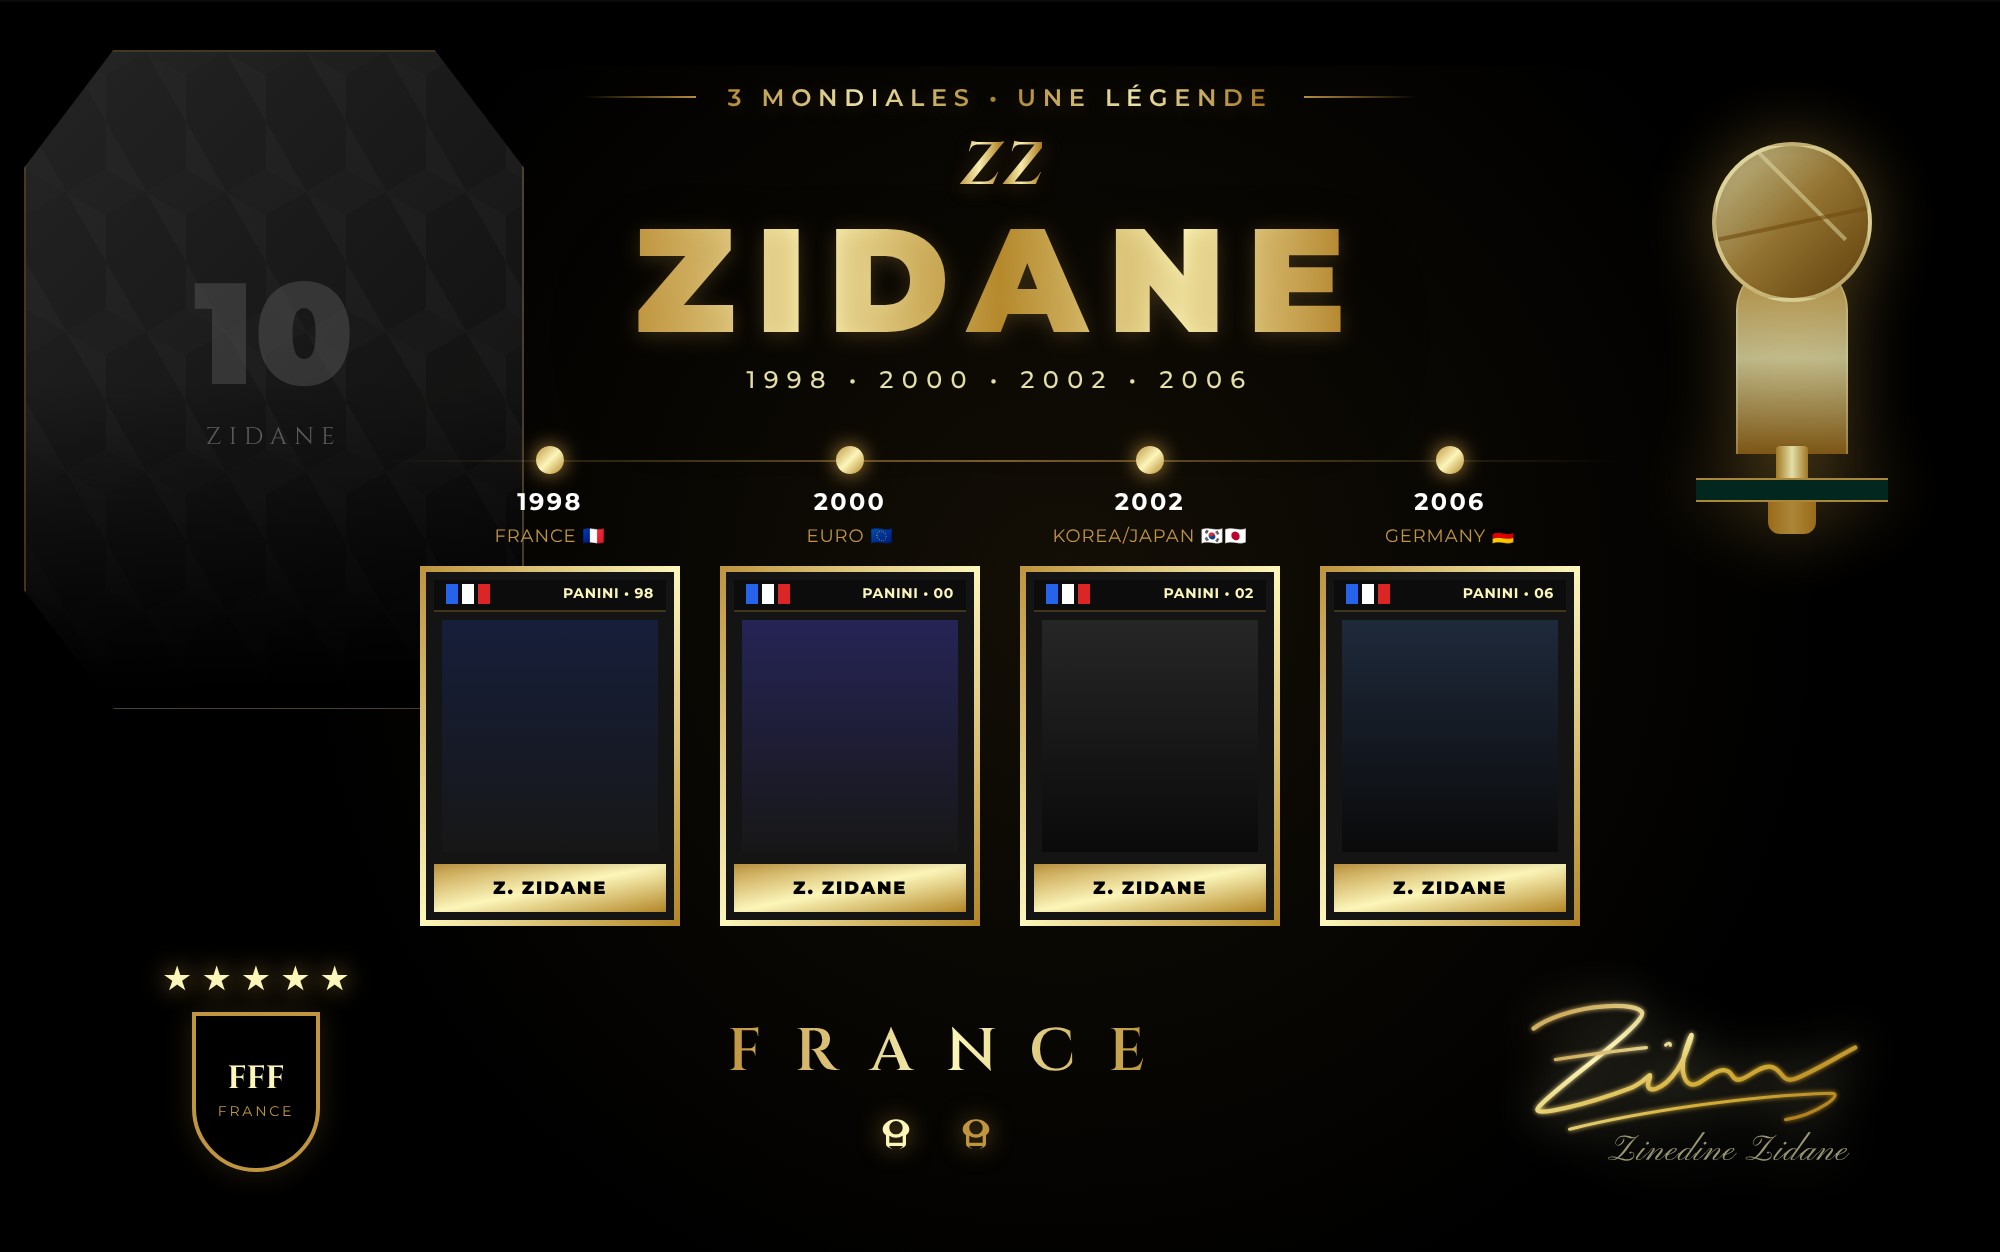 3 MONDIALES • UNE LÉGENDE
ZZ
ZIDANE
1998 • 2000 • 2002 • 2006
10
ZIDANE
1998
FRANCE 🇫🇷
2000
EURO 🇪🇺
2002
KOREA/JAPAN 🇰🇷🇯🇵
2006
GERMANY 🇩🇪
PANINI • 98
Z. ZIDANE
PANINI • 00
Z. ZIDANE
PANINI • 02
Z. ZIDANE
PANINI • 06
Z. ZIDANE
★ ★ ★ ★ ★
FFF
FRANCE
FRANCE
Zinedine Zidane